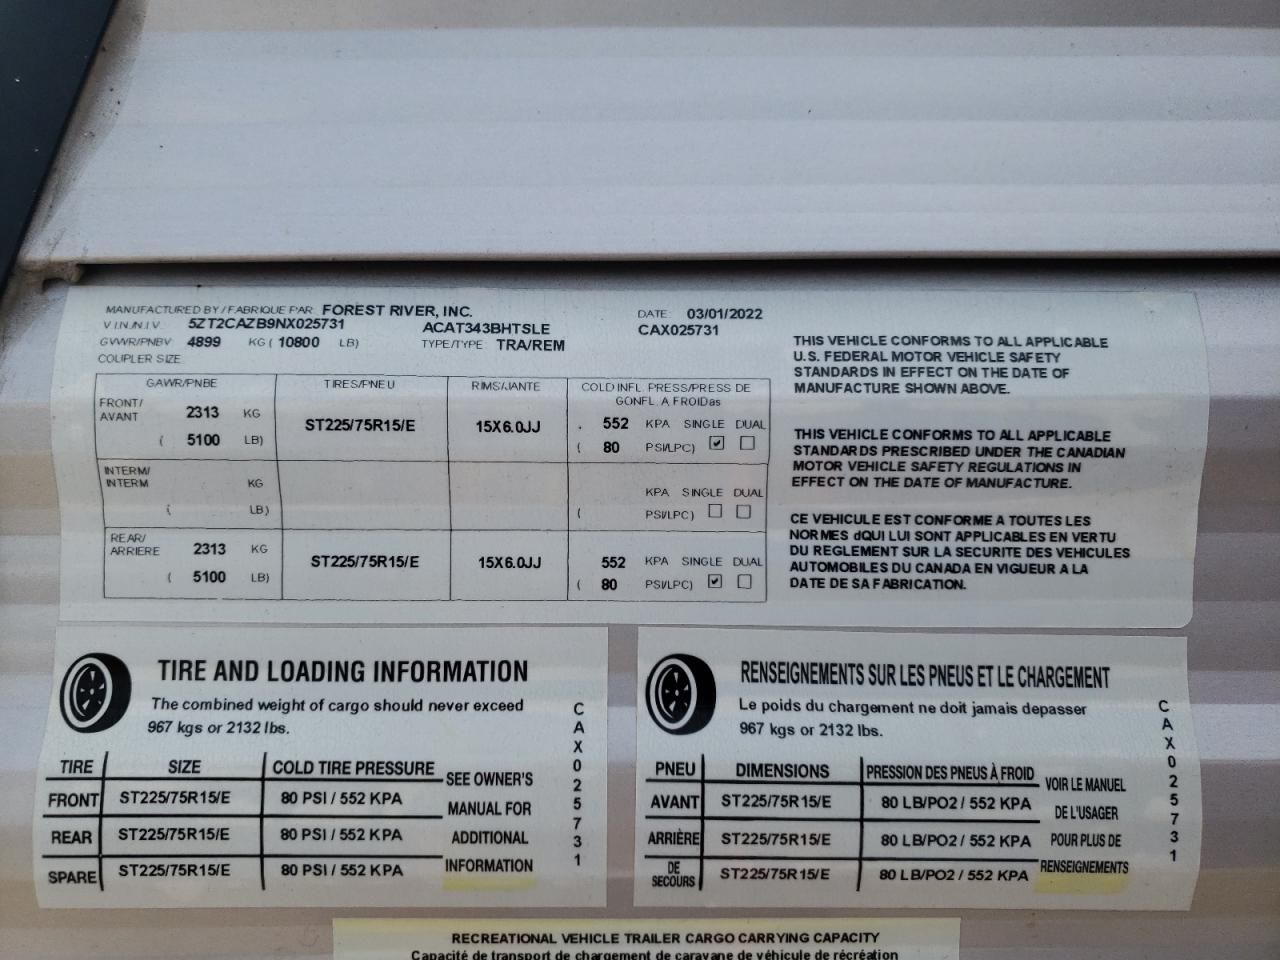 MANUFACTURED BY / FABRIQUE PAR FOREST RIVER, INC. DATE: 03/01/2022
V.I.N./N.I.V. 5ZT2CAZB9NX025731 ACAT343BHTSLE CAX025731
GVWR/PNBV 4899 KG ( 10800 LB) TYPE/TYPE TRA/REM
COUPLER SIZE
GAWR/PNBE TIRES/PNEU RIMS/JANTE COLD INFL. PRESS/PRESS DE
GONFL. A FROIDas
FRONT/
AVANT 2313 KG ST225/75R15/E 15X6.0JJ . 552 KPA SINGLE DUAL
( 5100 LB) ( 80 PSI/LPC) ✔
INTERM/
INTERM KG KPA SINGLE DUAL
( LB) ( PSI/LPC)
REAR/
ARRIERE 2313 KG ST225/75R15/E 15X6.0JJ 552 KPA SINGLE DUAL
( 5100 LB) ( 80 PSI/LPC) ✔
THIS VEHICLE CONFORMS TO ALL APPLICABLE
U.S. FEDERAL MOTOR VEHICLE SAFETY
STANDARDS IN EFFECT ON THE DATE OF
MANUFACTURE SHOWN ABOVE.
THIS VEHICLE CONFORMS TO ALL APPLICABLE
STANDARDS PRESCRIBED UNDER THE CANADIAN
MOTOR VEHICLE SAFETY REGULATIONS IN
EFFECT ON THE DATE OF MANUFACTURE.
CE VEHICULE EST CONFORME A TOUTES LES
NORMES dQUI LUI SONT APPLICABLES EN VERTU
DU REGLEMENT SUR LA SECURITE DES VEHICULES
AUTOMOBILES DU CANADA EN VIGUEUR A LA
DATE DE SA FABRICATION.
TIRE AND LOADING INFORMATION
The combined weight of cargo should never exceed
967 kgs or 2132 lbs.
TIRE SIZE COLD TIRE PRESSURE
FRONT ST225/75R15/E 80 PSI / 552 KPA
REAR ST225/75R15/E 80 PSI / 552 KPA
SPARE ST225/75R15/E 80 PSI / 552 KPA
SEE OWNER'S
MANUAL FOR
ADDITIONAL
INFORMATION
CAX025731
RENSEIGNEMENTS SUR LES PNEUS ET LE CHARGEMENT
Le poids du chargement ne doit jamais depasser
967 kgs or 2132 lbs.
PNEU DIMENSIONS PRESSION DES PNEUS À FROID
AVANT ST225/75R15/E 80 LB/PO2 / 552 KPA
ARRIÈRE ST225/75R15/E 80 LB/PO2 / 552 KPA
DE
SECOURS ST225/75R15/E 80 LB/PO2 / 552 KPA
VOIR LE MANUEL
DE L'USAGER
POUR PLUS DE
RENSEIGNEMENTS
CAX025731
RECREATIONAL VEHICLE TRAILER CARGO CARRYING CAPACITY
Capacité de transport de chargement de caravane de véhicule de récréation